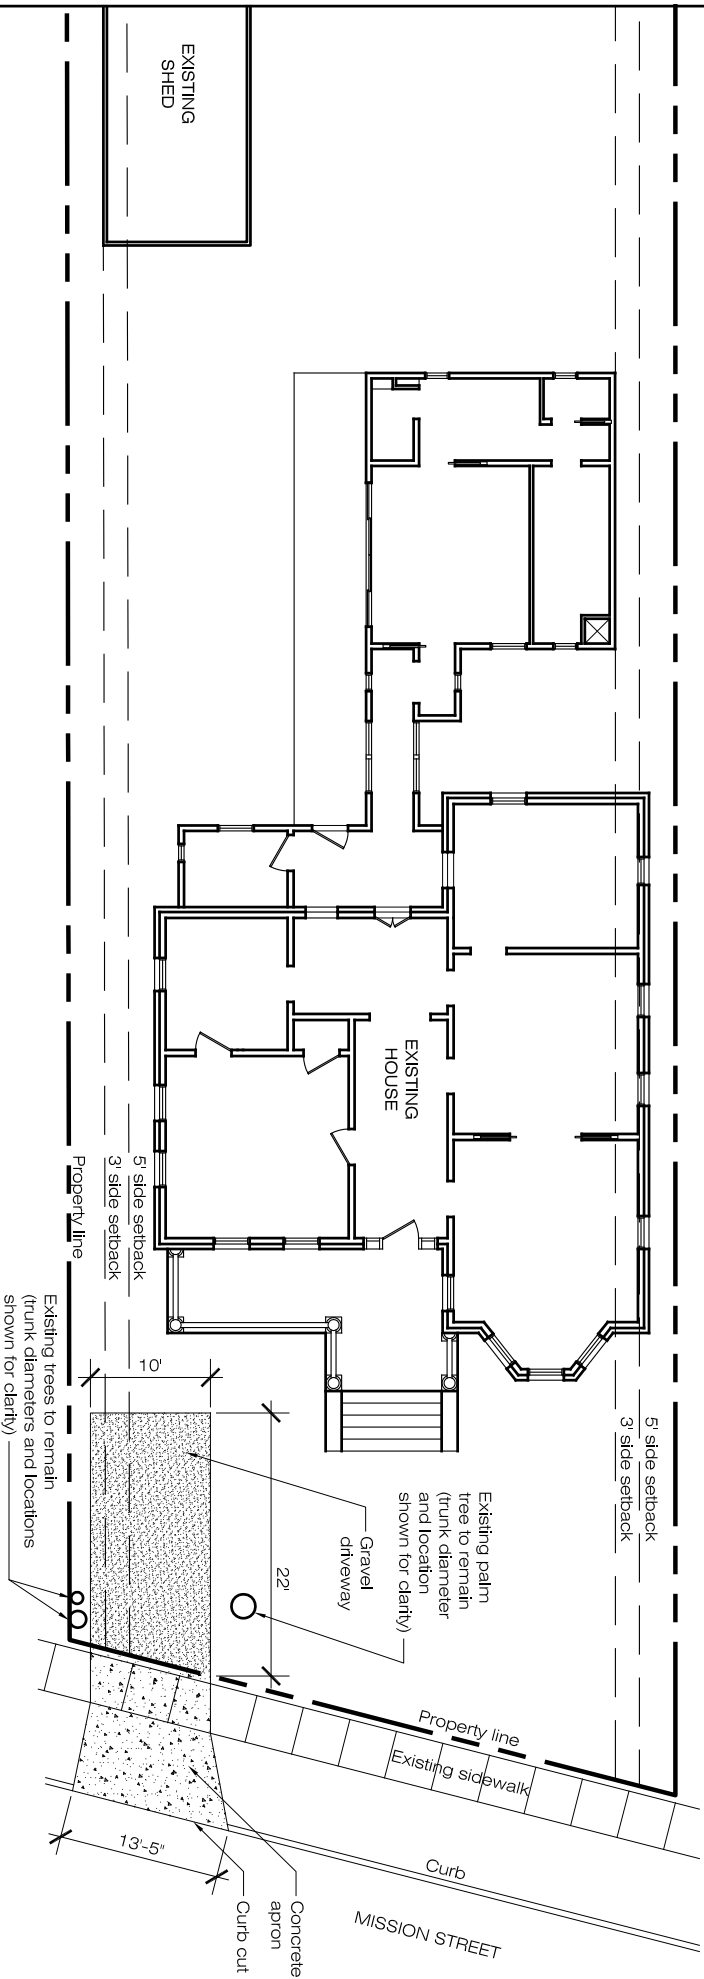 EXISTING
SHED
EXISTING
HOUSE
5' side setback
3' side setback
Property line
5' side setback
3' side setback
Existing trees to remain
(trunk diameters and locations
shown for clarity)
10'
22'
Existing palm
tree to remain
(trunk diameter
and location
shown for clarity)
Gravel
driveway
Property line
Existing sidewalk
Curb
13'-5"
Concrete
apron
Curb cut
MISSION STREET